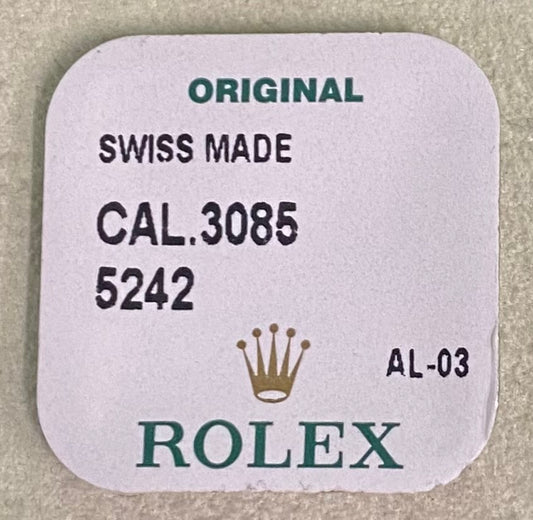 ORIGINAL
SWISS MADE
CAL.3085
5242
AL-03
ROLEX